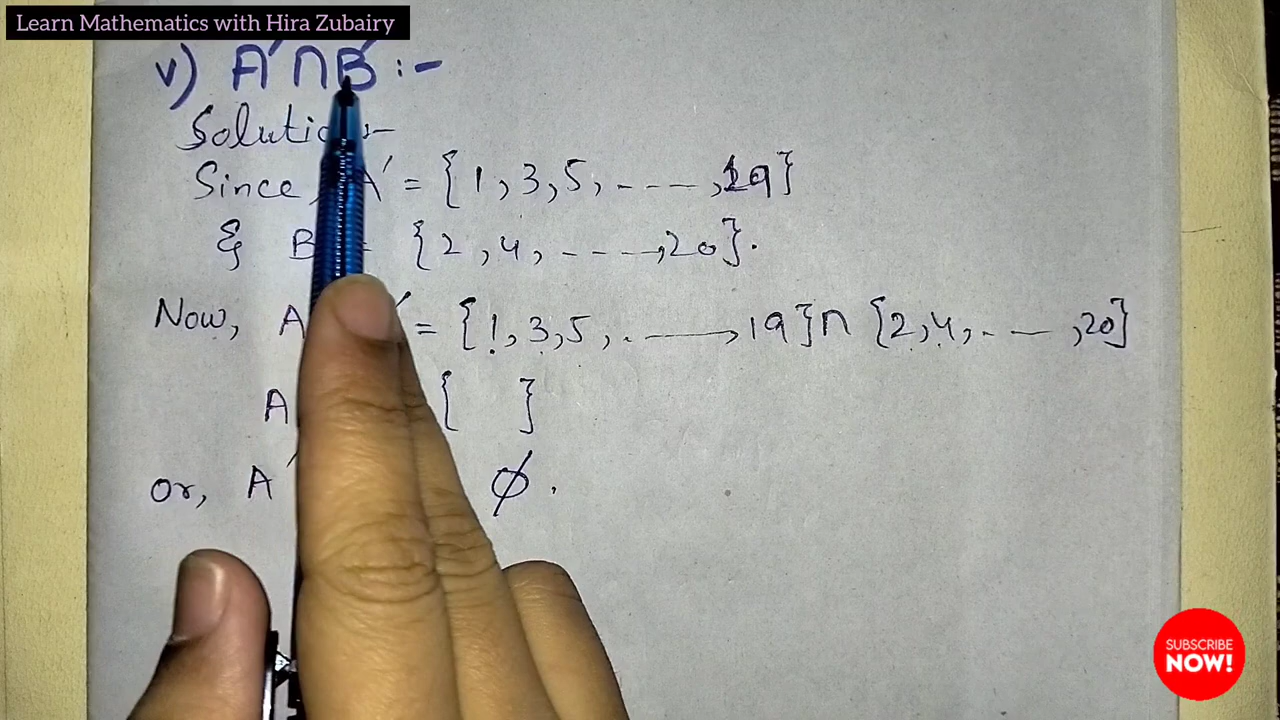 Learn Mathematics with Hira Zubairy
v) A′∩B′ :-
Solution:-
Since, A′ = {1, 3, 5, - - - -, 19}
& B = {2, 4, - - - -, 20}.
Now, A ′ = {1, 3, 5, . ——, 19} ∩ {2, 4, - - —, 20}
A { }
or, A′ ϕ.
SUBSCRIBE
NOW!